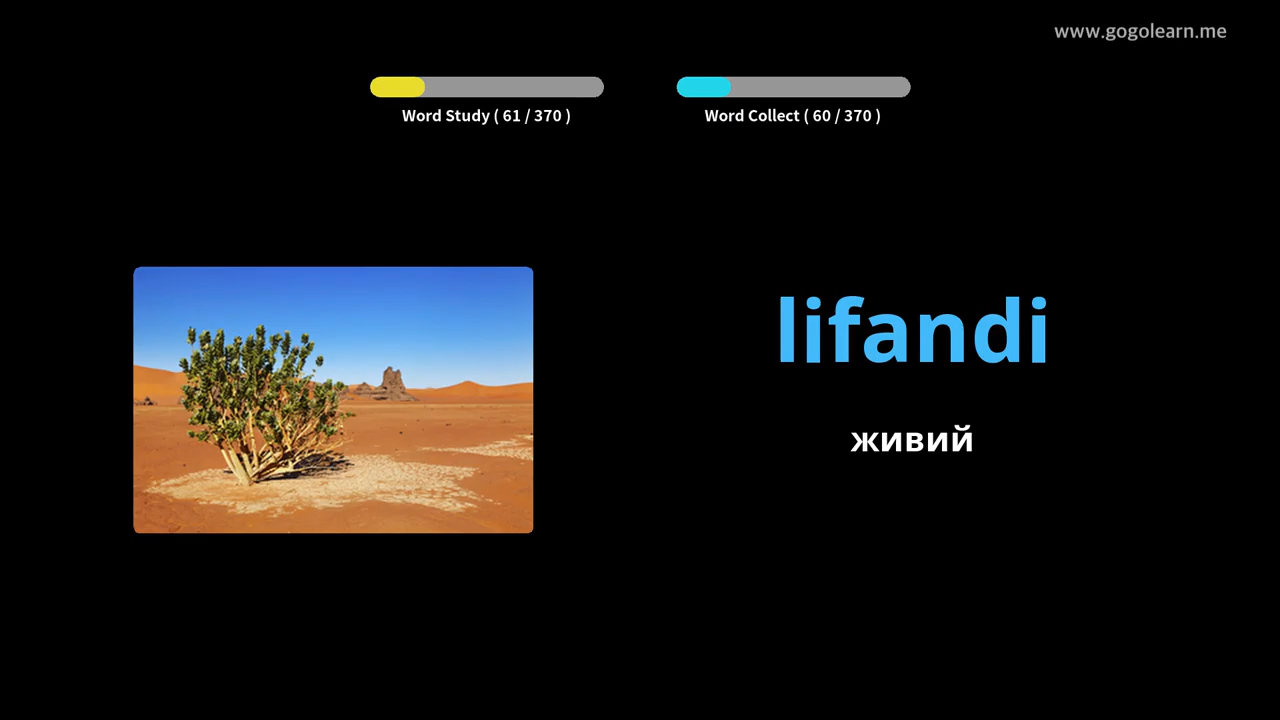 www.gogolearn.me
Word Study ( 61 / 370 )
Word Collect ( 60 / 370 )
lifandi
живий